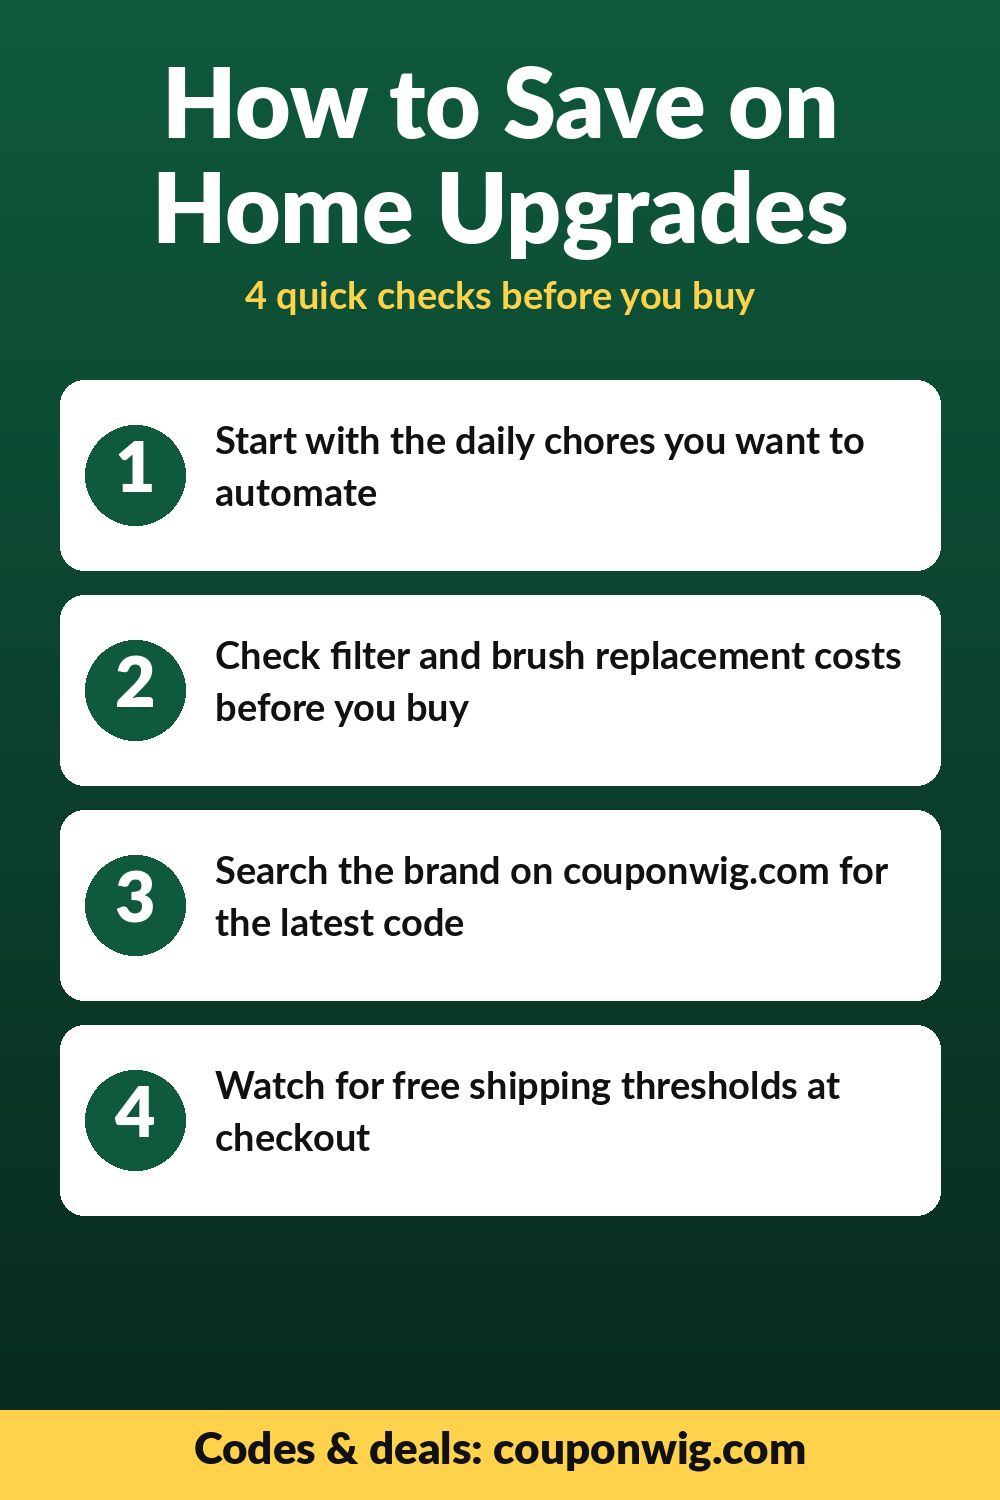 How to Save on
Home Upgrades
4 quick checks before you buy
1
Start with the daily chores you want to
automate
2
Check filter and brush replacement costs
before you buy
3
Search the brand on couponwig.com for
the latest code
4
Watch for free shipping thresholds at
checkout
Codes & deals: couponwig.com